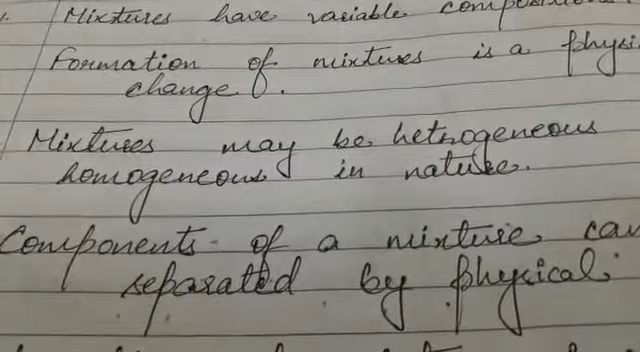 Mixtures have variable
Formation of mixtures is a
change.
Mixtures may be hetrogeneous
homogeneous in nature.
Components of a mixture can
separated by physical